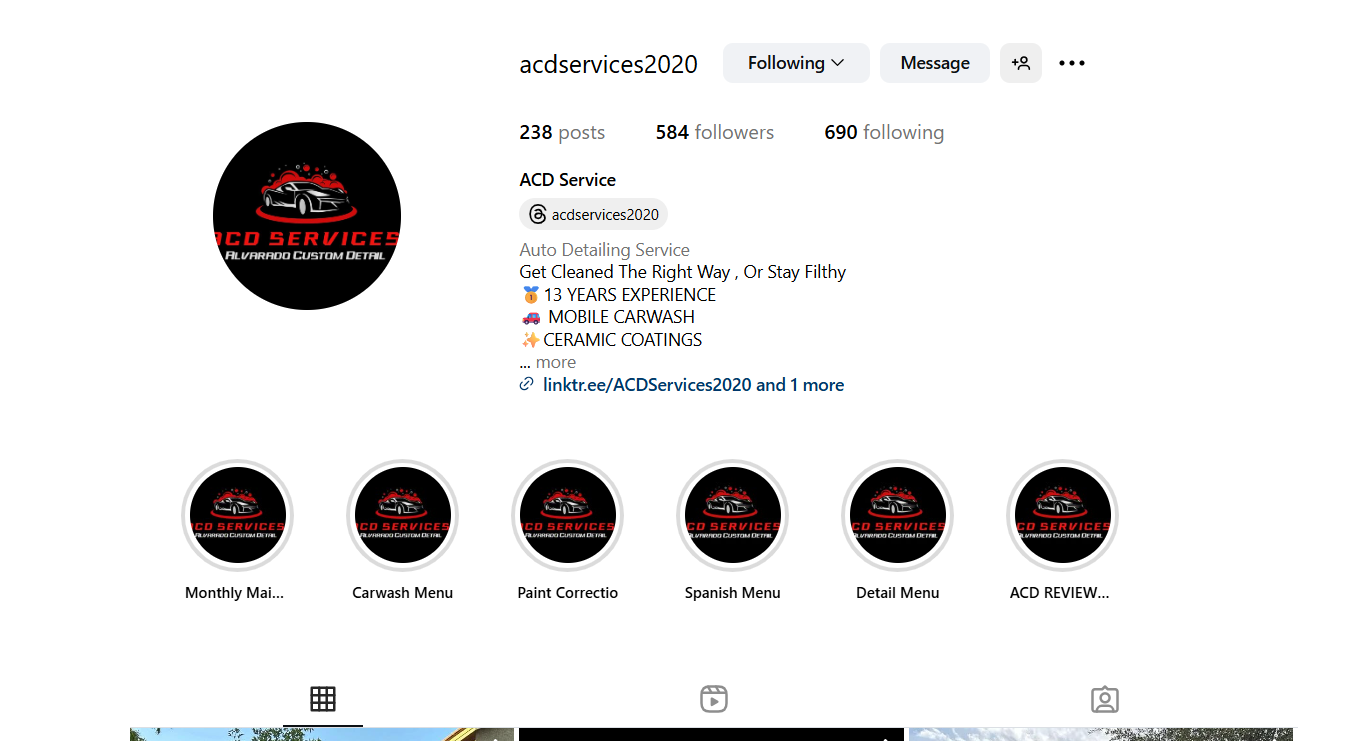 acdservices2020 Following Message
238 posts 584 followers 690 following
ACD Service
acdservices2020
Auto Detailing Service
Get Cleaned The Right Way , Or Stay Filthy
🥇13 YEARS EXPERIENCE
🚗 MOBILE CARWASH
✨CERAMIC COATINGS
... more
linktr.ee/ACDServices2020 and 1 more
ACD SERVICES
ALVARADO CUSTOM DETAIL
ACD SERVICES
ALVARADO CUSTOM DETAIL
ACD SERVICES
ALVARADO CUSTOM DETAIL
ACD SERVICES
ALVARADO CUSTOM DETAIL
ACD SERVICES
ALVARADO CUSTOM DETAIL
ACD SERVICES
ALVARADO CUSTOM DETAIL
ACD SERVICES
ALVARADO CUSTOM DETAIL
Monthly Mai... Carwash Menu Paint Correctio Spanish Menu Detail Menu ACD REVIEW...